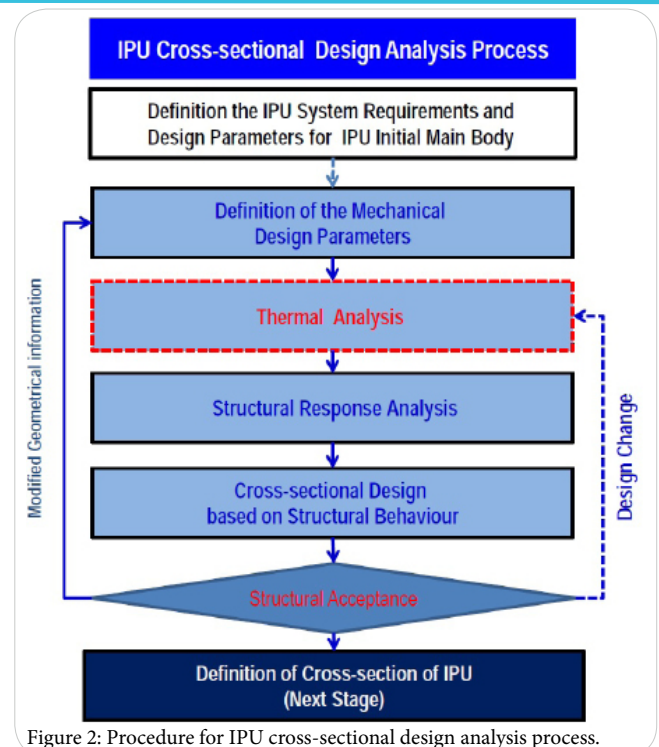 IPU Cross-sectional Design Analysis Process
Definition the IPU System Requirements and
Design Parameters for IPU Initial Main Body
Definition of the Mechanical
Design Parameters
Thermal Analysis
Structural Response Analysis
Cross-sectional Design
based on Structural Behaviour
Structural Acceptance
Modified Geometrical information
Design Change
Definition of Cross-section of IPU
(Next Stage)
Figure 2: Procedure for IPU cross-sectional design analysis process.